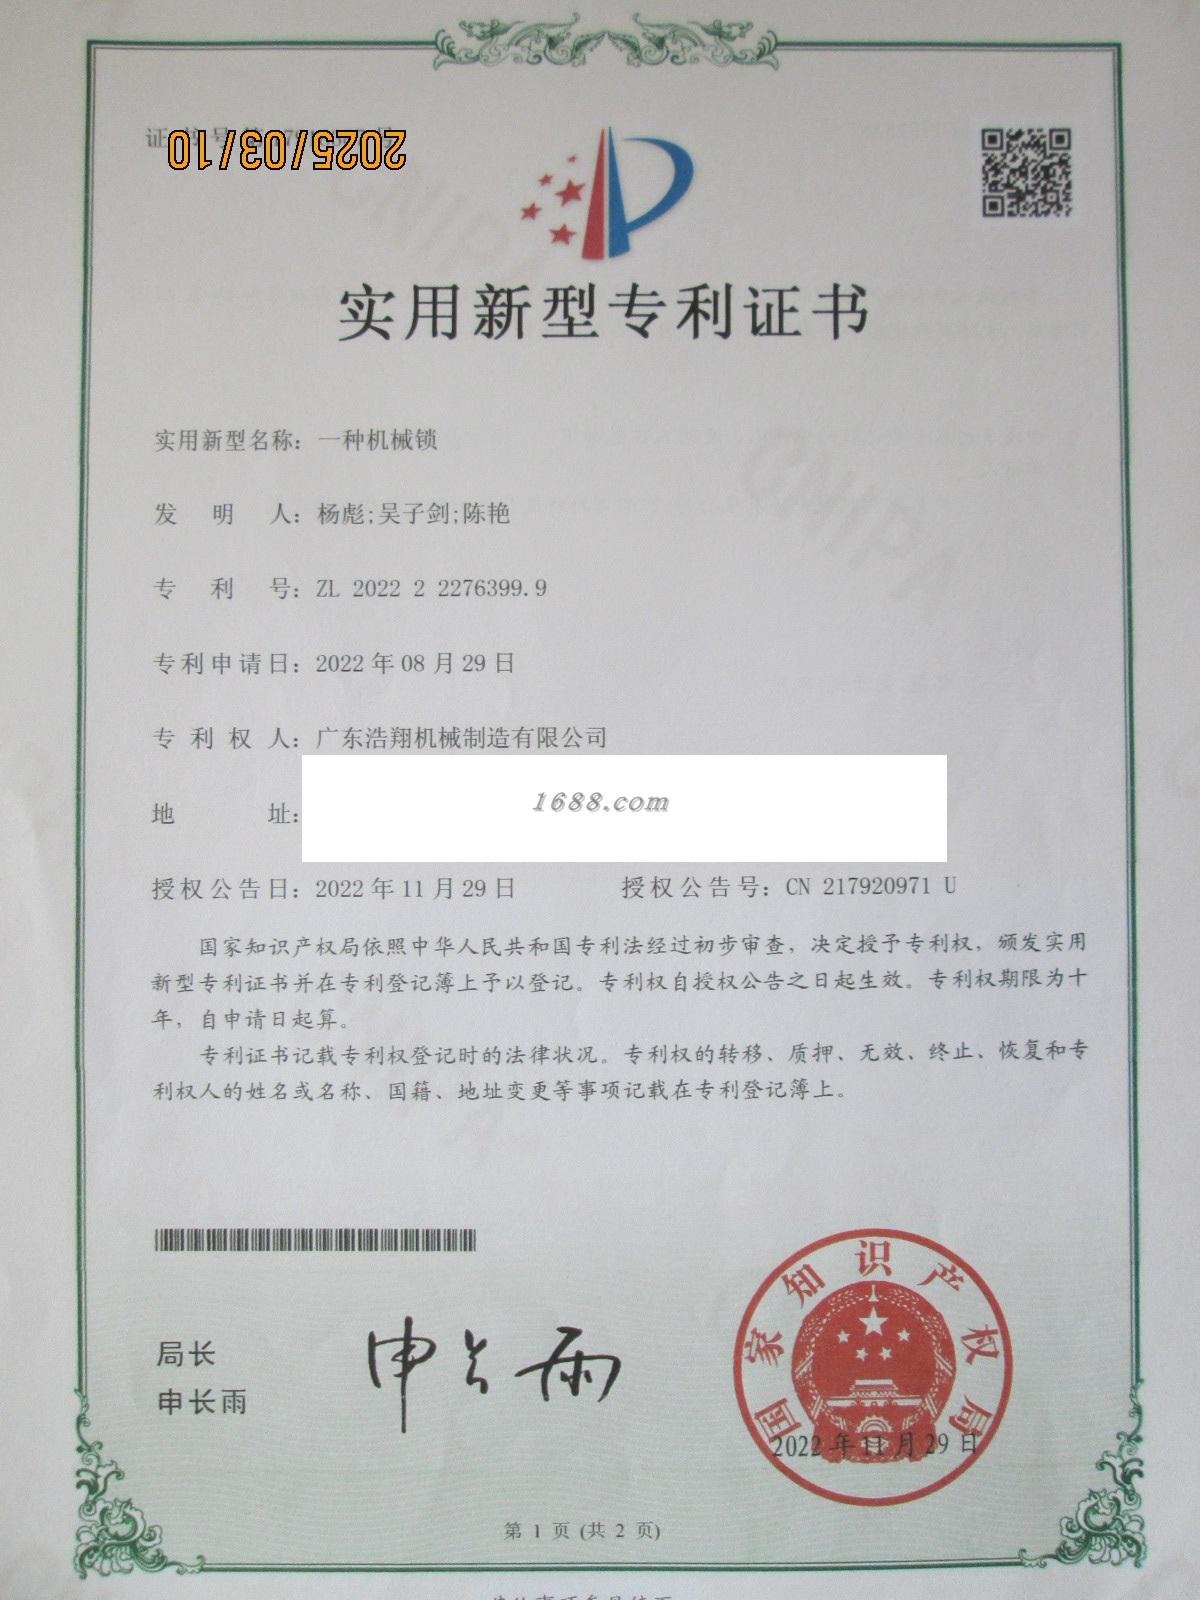 证书号第
2025/03/10
CNIPA
实用新型专利证书
实用新型名称：一种机械锁
发明人：杨彪;吴子剑;陈艳
CNIPA
专利号：ZL 2022 2 2276399.9
专利申请日：2022年08月29日
专利权人：广东浩翔机械制造有限公司
地址：
1688.com
授权公告日：2022年11月29日 授权公告号：CN 217920971 U
国家知识产权局依照中华人民共和国专利法经过初步审查，决定授予专利权，颁发实用
新型专利证书并在专利登记簿上予以登记。专利权自授权公告之日起生效。专利权期限为十
年，自申请日起算。
专利证书记载专利权登记时的法律状况。专利权的转移、质押、无效、终止、恢复和专
利权人的姓名或名称、国籍、地址变更等事项记载在专利登记簿上。
局长
申长雨
申长雨
国家知识产权局
2022年11月29日
第 1 页 (共 2 页)